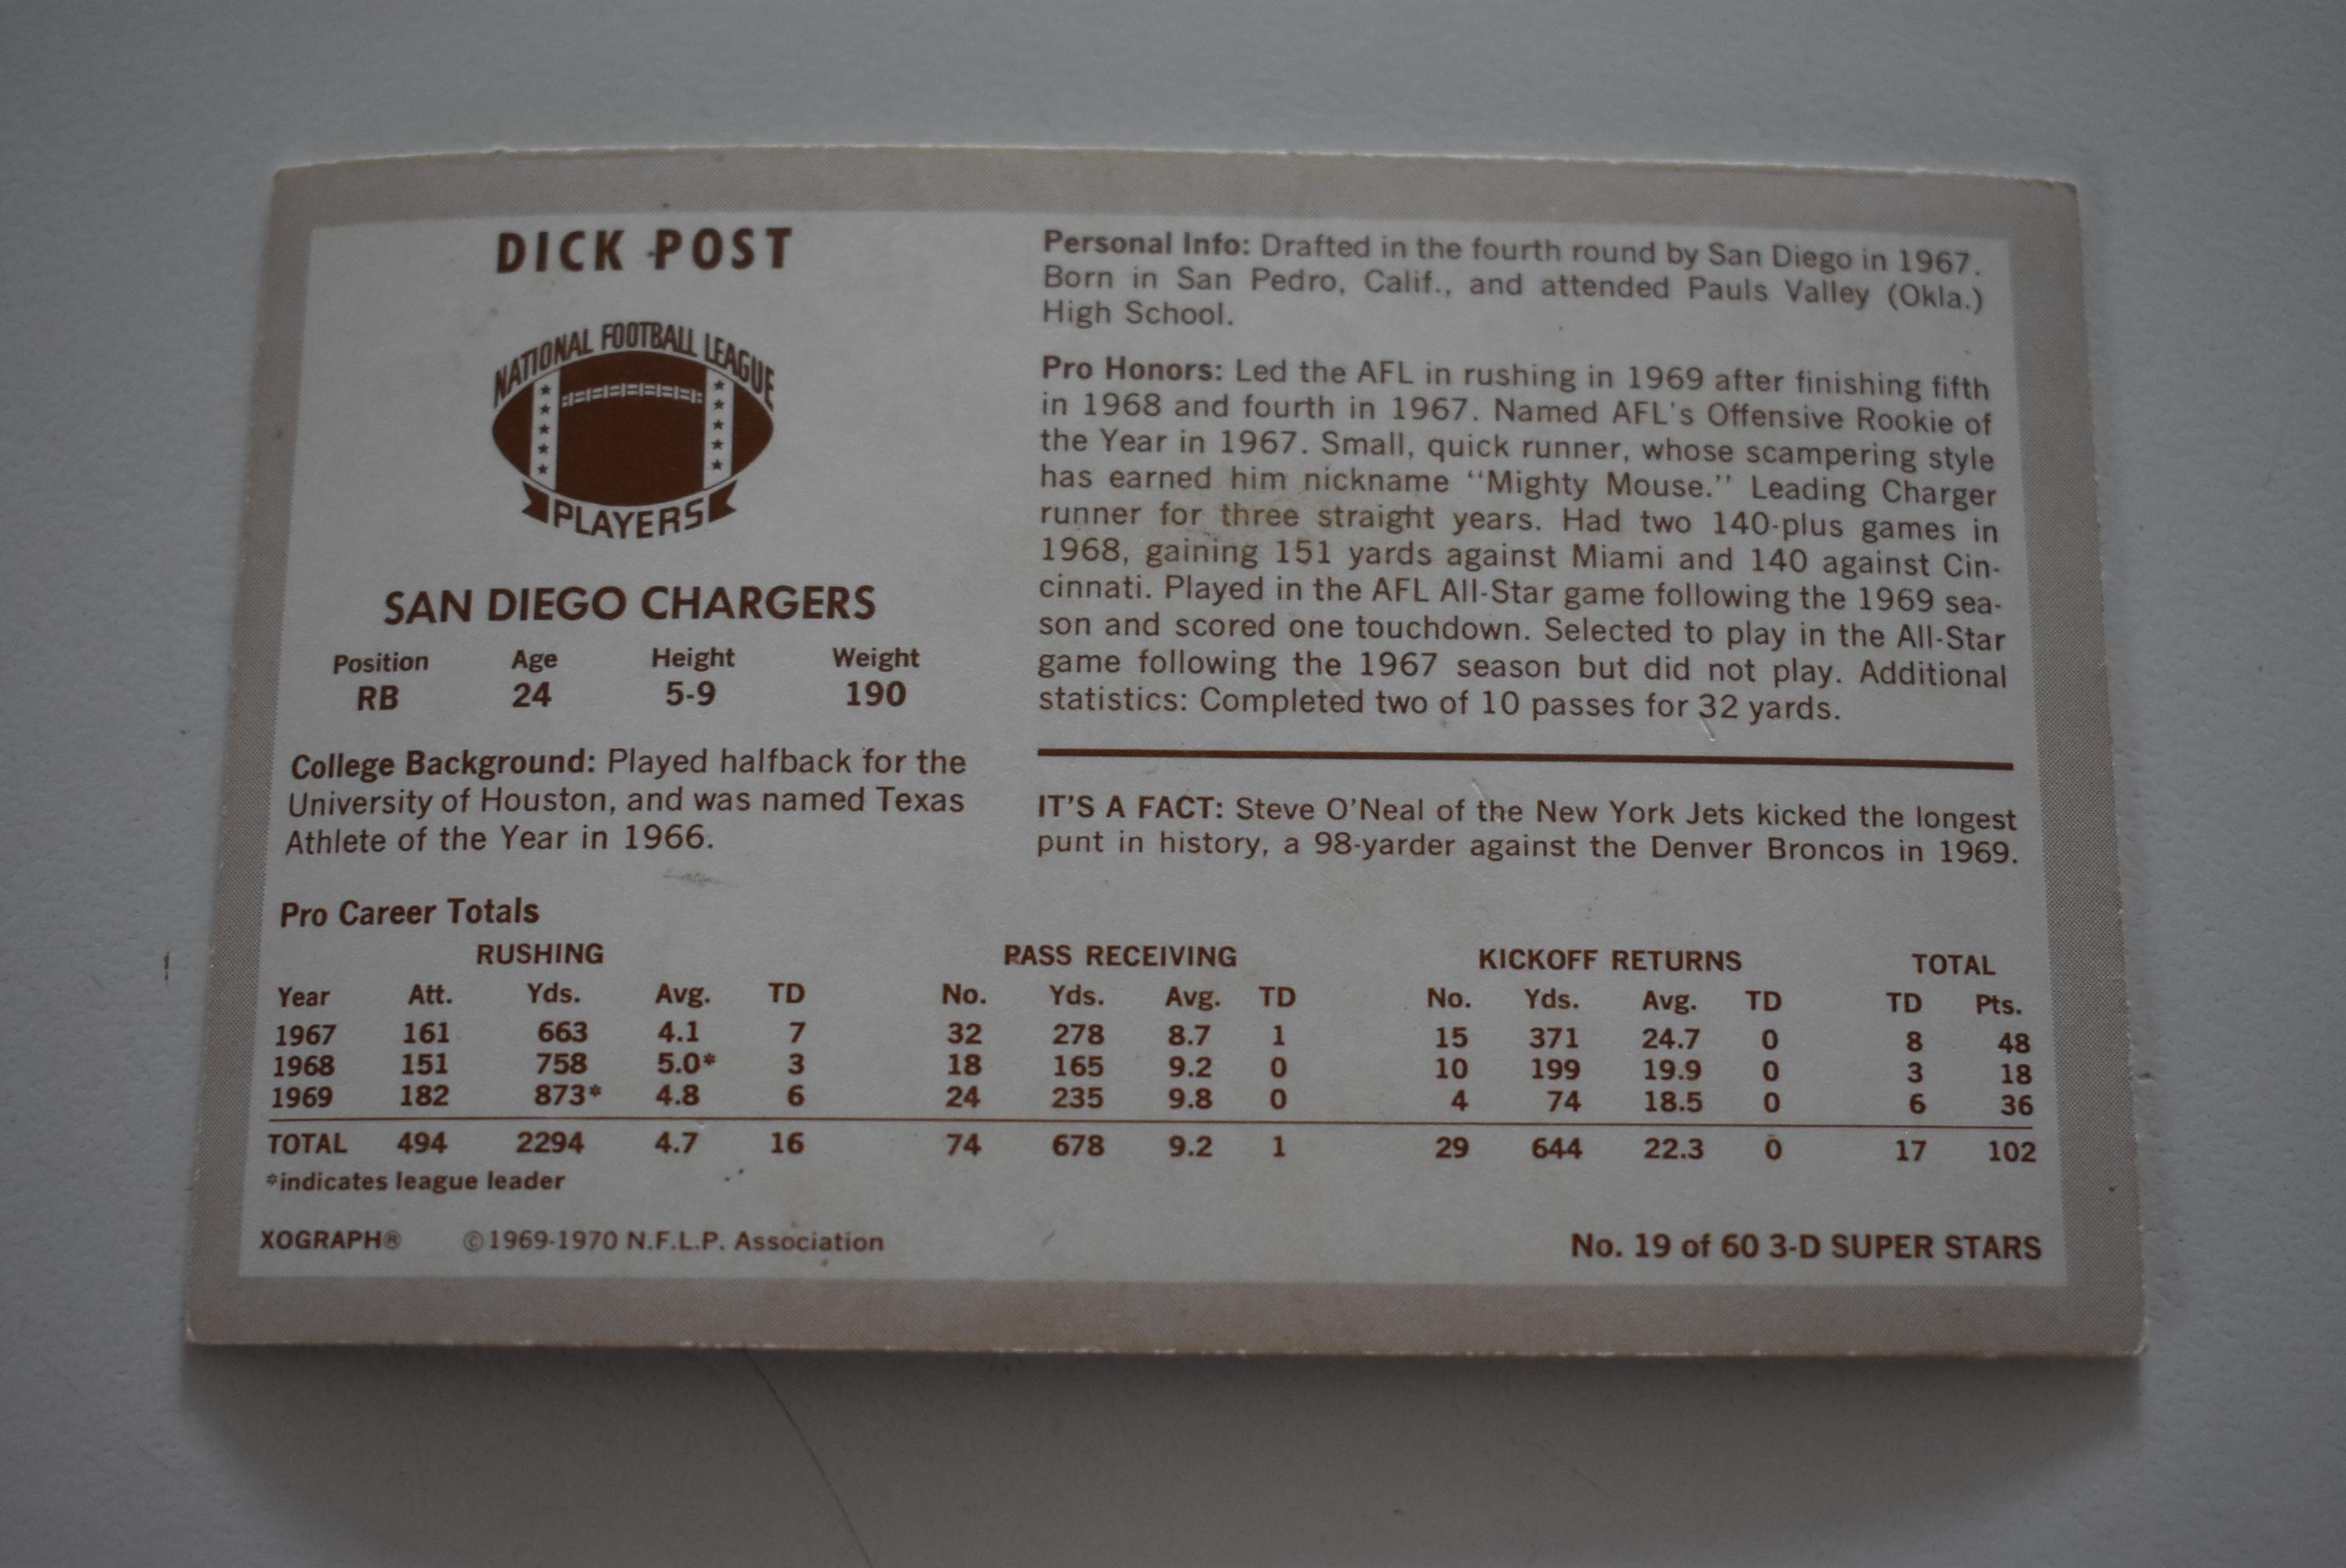 DICK POST
NATIONAL FOOTBALL LEAGUE
PLAYERS
SAN DIEGO CHARGERS
Position Age Height Weight
RB 24 5-9 190
College Background: Played halfback for the
University of Houston, and was named Texas
Athlete of the Year in 1966.
Personal Info: Drafted in the fourth round by San Diego in 1967.
Born in San Pedro, Calif., and attended Pauls Valley (Okla.)
High School.
Pro Honors: Led the AFL in rushing in 1969 after finishing fifth
in 1968 and fourth in 1967. Named AFL's Offensive Rookie of
the Year in 1967. Small, quick runner, whose scampering style
has earned him nickname "Mighty Mouse." Leading Charger
runner for three straight years. Had two 140-plus games in
1968, gaining 151 yards against Miami and 140 against Cin-
cinnati. Played in the AFL All-Star game following the 1969 sea-
son and scored one touchdown. Selected to play in the All-Star
game following the 1967 season but did not play. Additional
statistics: Completed two of 10 passes for 32 yards.
IT'S A FACT: Steve O'Neal of the New York Jets kicked the longest
punt in history, a 98-yarder against the Denver Broncos in 1969.
Pro Career Totals
RUSHING PASS RECEIVING KICKOFF RETURNS TOTAL
Year Att. Yds. Avg. TD No. Yds. Avg. TD No. Yds. Avg. TD TD Pts.
1967 161 663 4.1 7 32 278 8.7 1 15 371 24.7 0 8 48
1968 151 758 5.0* 3 18 165 9.2 0 10 199 19.9 0 3 18
1969 182 873* 4.8 6 24 235 9.8 0 4 74 18.5 0 6 36
TOTAL 494 2294 4.7 16 74 678 9.2 1 29 644 22.3 0 17 102
*indicates league leader
XOGRAPH® ©1969-1970 N.F.L.P. Association No. 19 of 60 3-D SUPER STARS